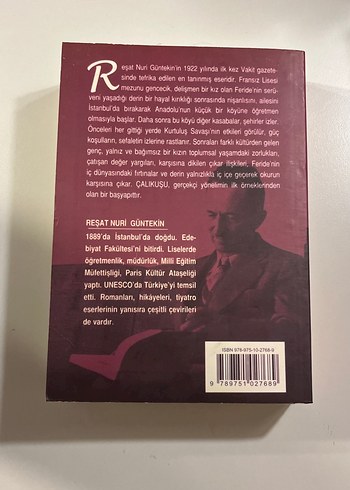 Reşat Nuri Güntekin'in 1922 yılında ilk kez Vakit gazete-
sinde tefrika edilen en tanınmış eseridir. Fransız Lisesi
mezunu gencecik, delişmen bir kız olan Feride'nin serü-
veni yaşadığı derin bir hayal kırıklığı sonrasında nişanlısını, ailesini
İstanbul'da bırakarak Anadolu'nun küçük bir köyüne öğretmen
olmasıyla başlar. Daha sonra bu köyü diğer kasabalar, şehirler izler.
Önceleri her gittiği yerde Kurtuluş Savaşı'nın etkileri görülür, güç
koşulların, sefaletin izlerine rastlanır. Sonraları farklı kültürden gelen
genç, yalnız ve bağımsız bir kızın toplumsal yaşamdaki zorlukları,
çatışan değer yargıları, karşısına dikilen çıkar ilişkileri, Feride'nin
iç dünyasındaki fırtınalar ve derin yalnızlıkla iç içe geçerek okurun
karşısına çıkar. ÇALIKUŞU, gerçekçi yönelimin ilk örneklerinden
olan bir başyapıttır.
REŞAT NURİ GÜNTEKİN
1889'da İstanbul'da doğdu. Ede-
biyat Fakültesi'ni bitirdi. Liselerde
öğretmenlik, müdürlük, Milli Eğitim
Müfettişliği, Paris Kültür Ataşeliği
yaptı. UNESCO'da Türkiye'yi temsil
etti. Romanları, hikâyeleri, tiyatro
eserlerinin yanısıra çeşitli çevirileri
de vardır.
ISBN 978-975-10-2768-9
9 789751 027689